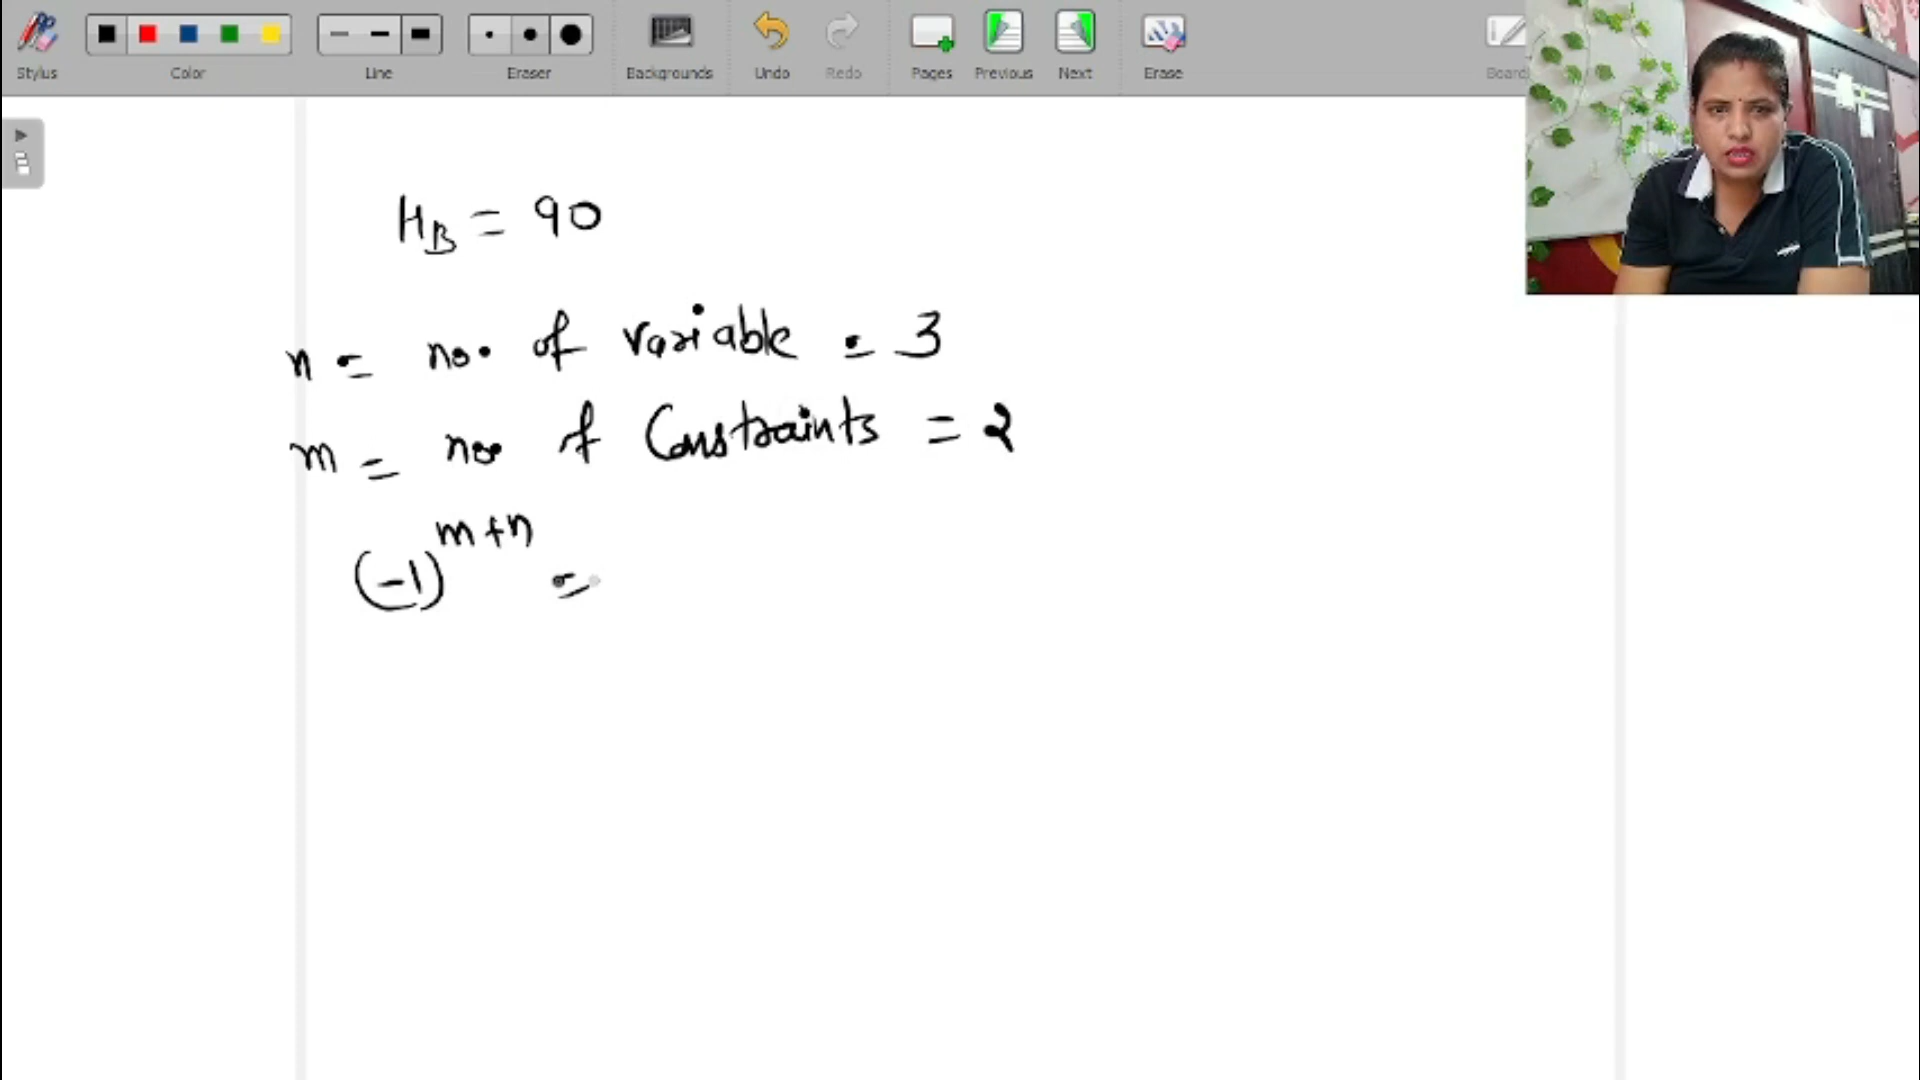 Stylus Color Line Eraser Backgrounds Undo Redo Pages Previous Next Erase Board
H_B = 90
n = no. of variable = 3
m = no. of Constraints = 2
(-1)^{m+n} =